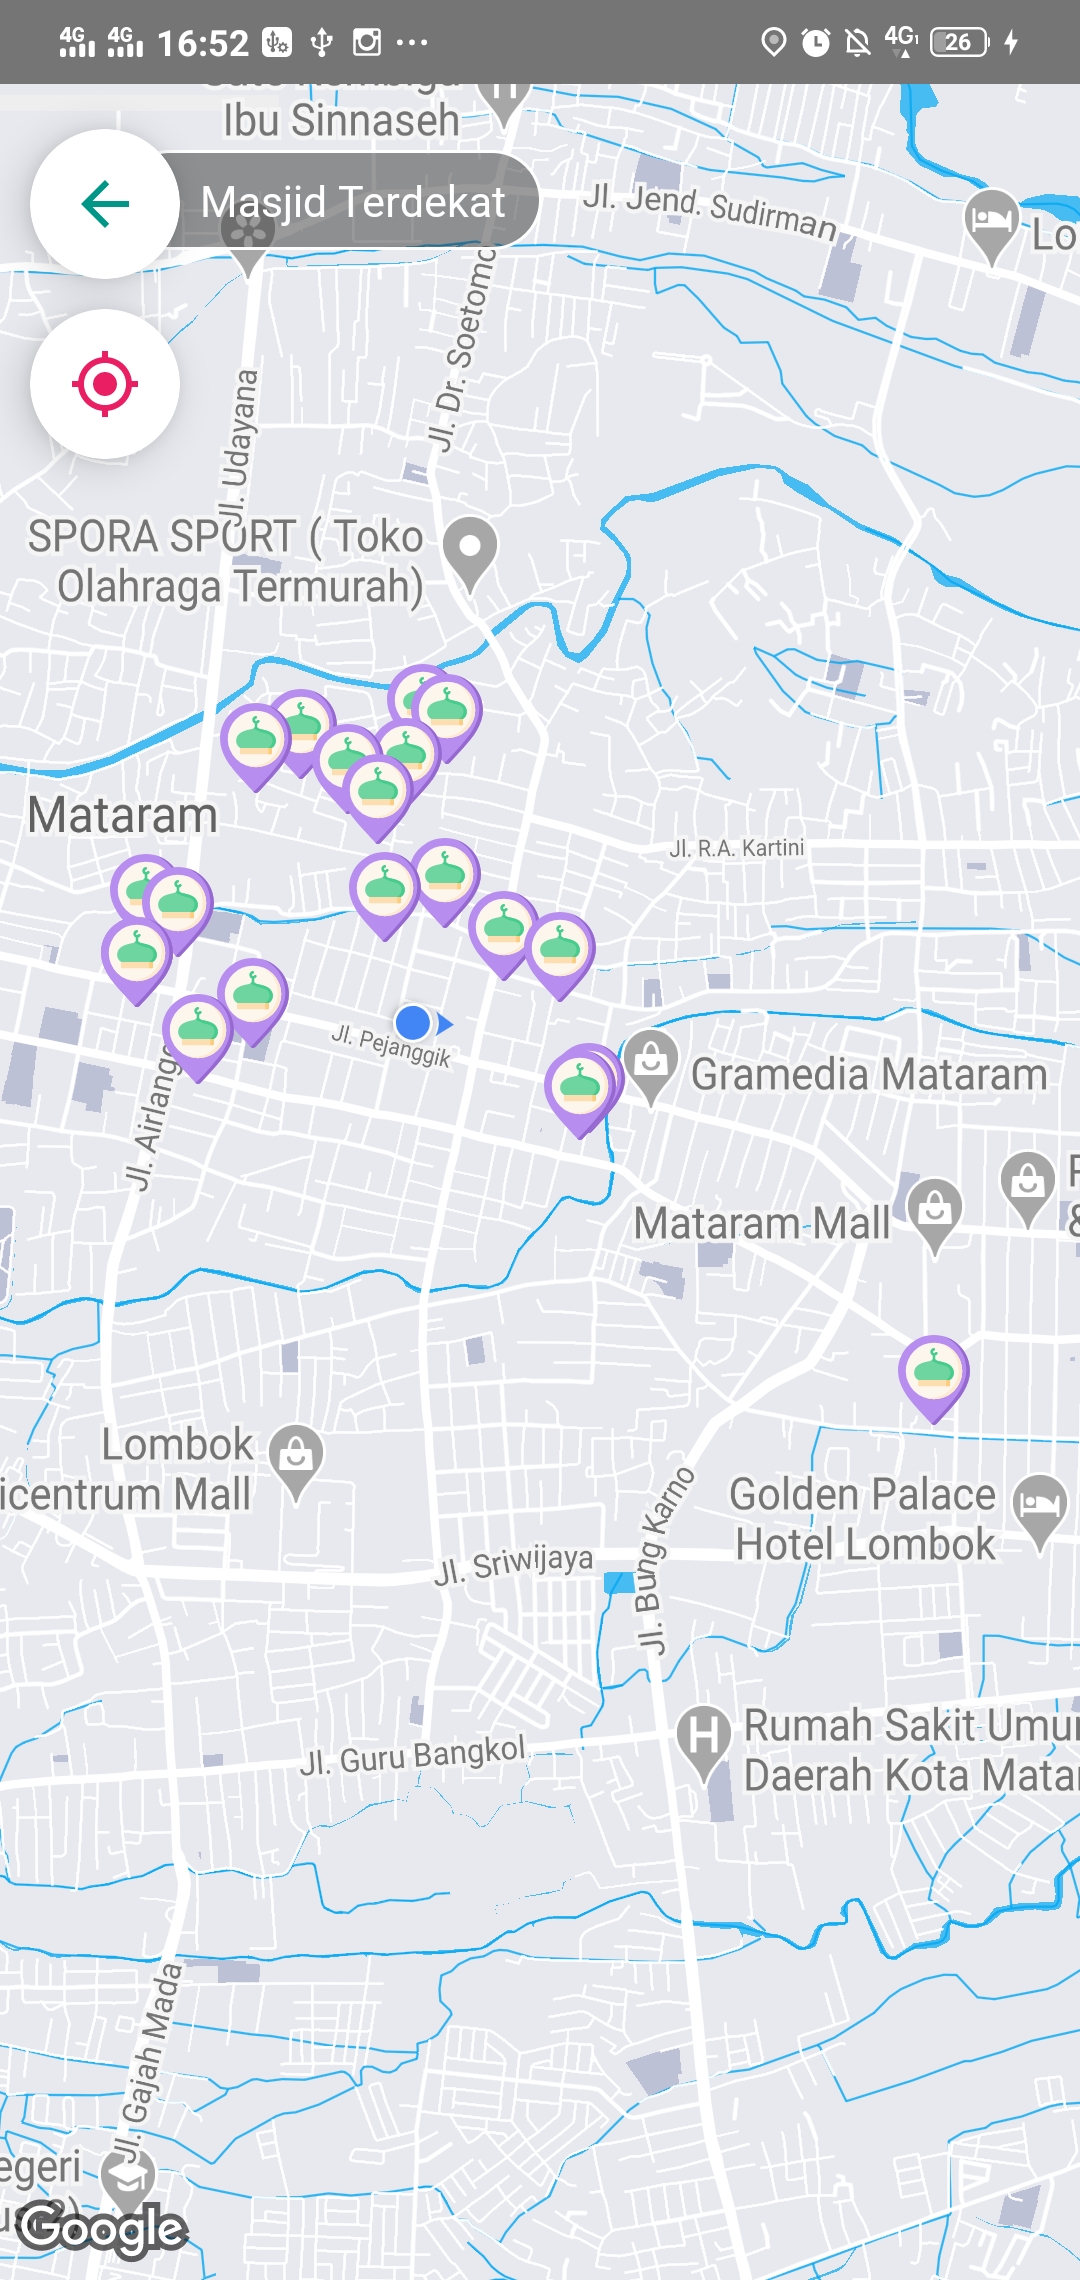 4G 4G 16:52 4G 26
Ibu Sinnaseh
Masjid Terdekat
Jl. Jend. Sudirman
Lo
Jl. Dr. Soetomo
Jl. Udayana
SPORA SPORT ( Toko
Olahraga Termurah)
Mataram
Jl. R.A. Kartini
Jl. Pejanggik
Gramedia Mataram
Jl. Airlangg
Mataram Mall
&
Lombok
icentrum Mall
Golden Palace
Hotel Lombok
Jl. Sriwijaya
Jl. Bung Karno
H
Rumah Sakit Umu
Daerah Kota Mata
Jl. Guru Bangkol
Jl. Gajah Mada
egeri
Google